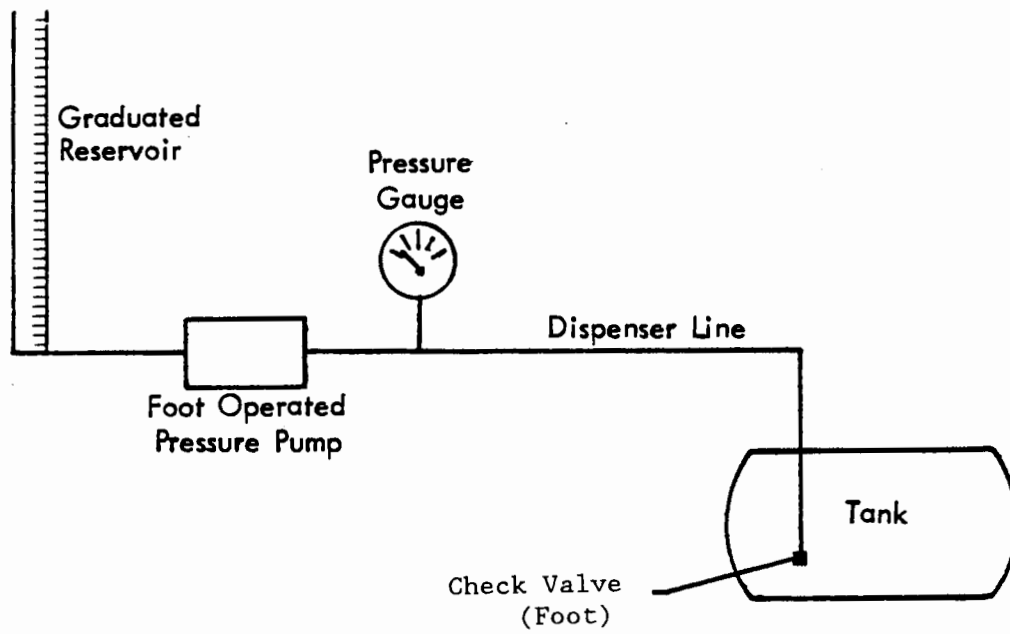 Graduated
Reservoir
Pressure
Gauge
Dispenser Line
Foot Operated
Pressure Pump
Tank
Check Valve
(Foot)